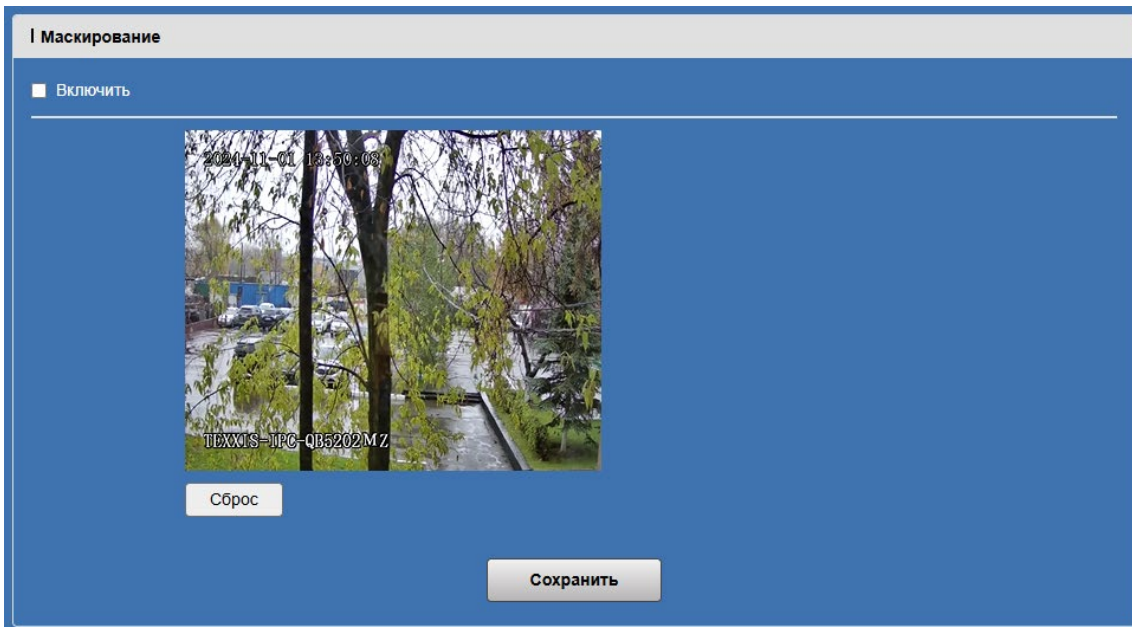 Маскирование
Включить
2024-11-01 13:50:08
TEXXIS-IPC-QB5202MZ
Сброс
Сохранить